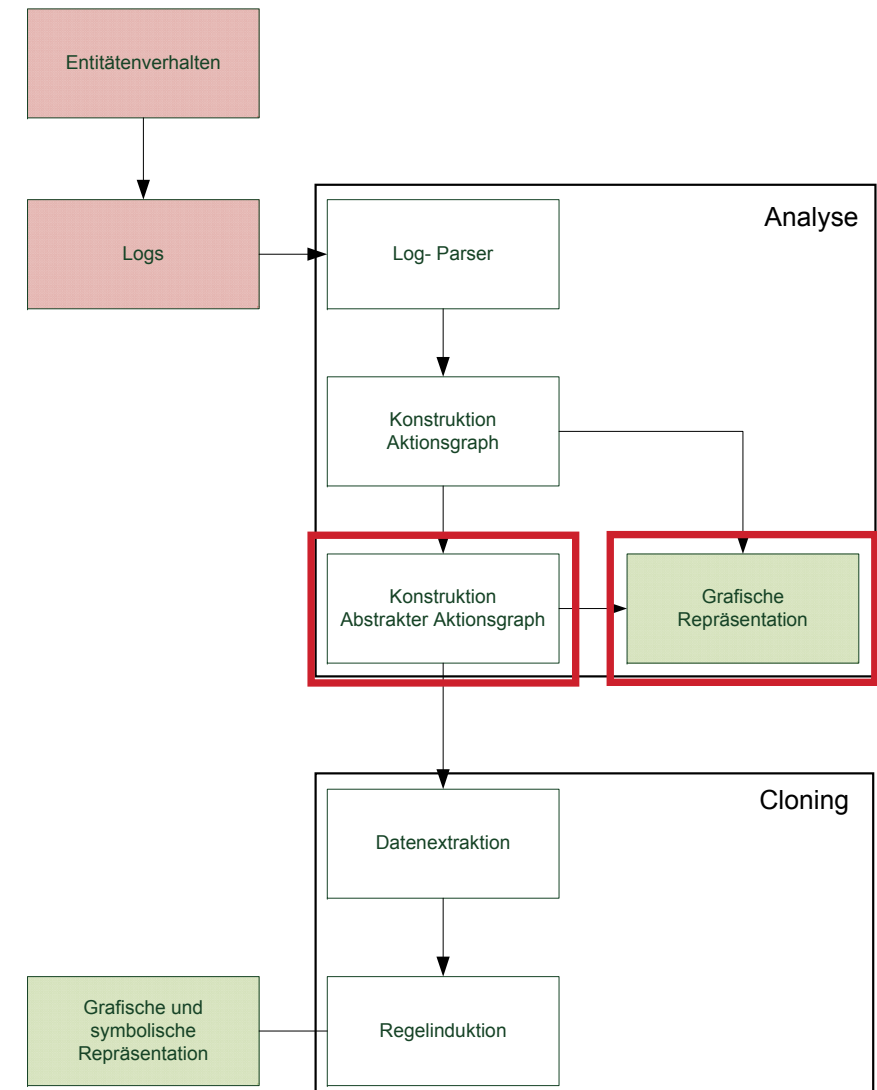 Entitätenverhalten
Logs
Analyse
Log- Parser
Konstruktion
Aktionsgraph
Konstruktion
Abstrakter Aktionsgraph
Grafische
Repräsentation
Cloning
Datenextraktion
Grafische und
symbolische
Repräsentation
Regelinduktion